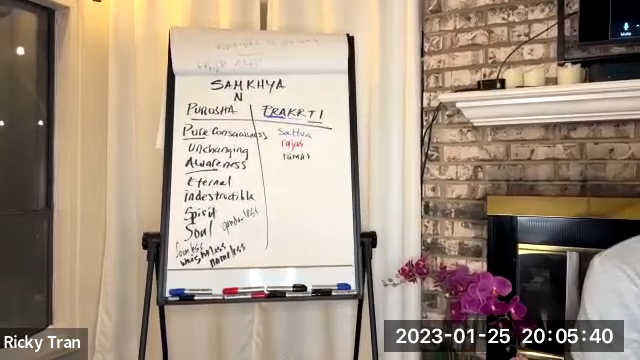 SAMKHYA
N
PURUSHA PRAKRTI
Pure Consciousness Sattva
Unchanging rajas
Awareness tamas
Eternal
indestructible
Spirit genderless
Soul
formless
weightless
nameless
Ricky Tran
2023-01-25 20:05:40